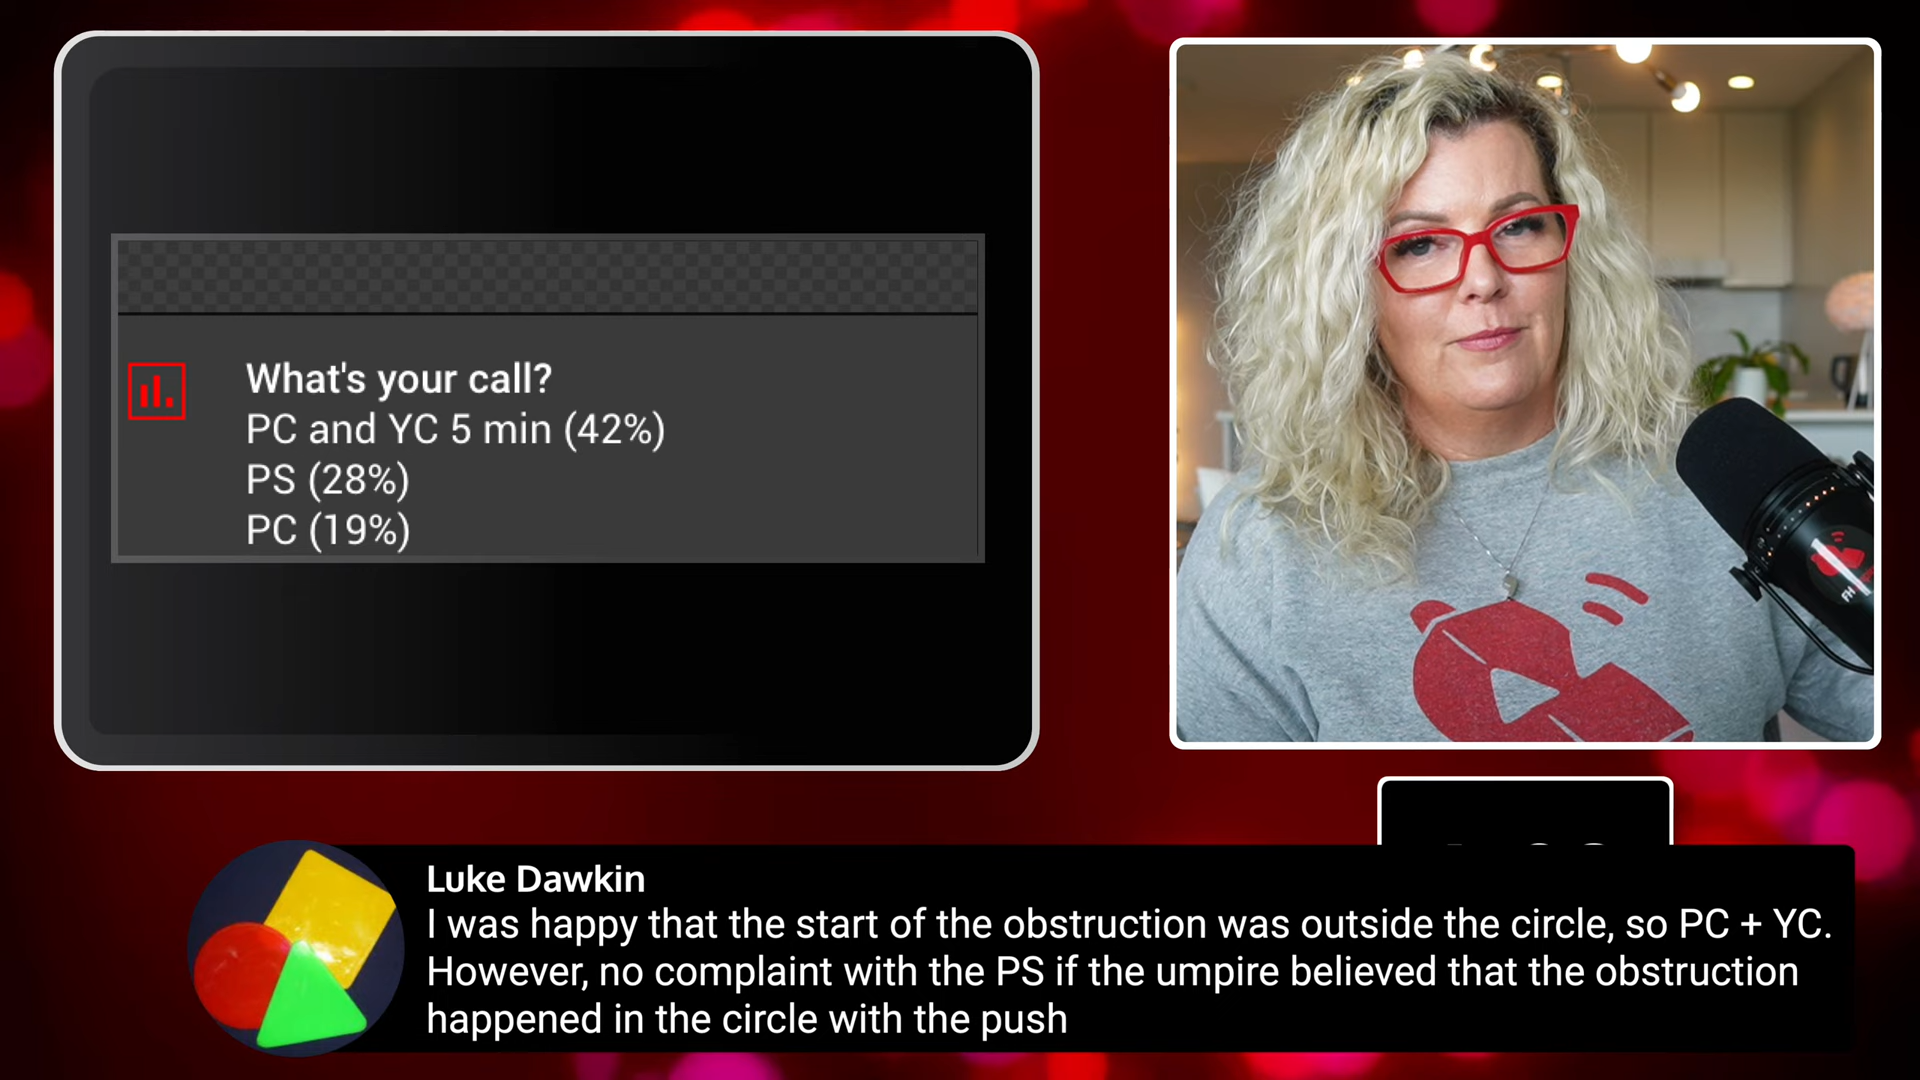 What's your call?
PC and YC 5 min (42%)
PS (28%)
PC (19%)
FH
Luke Dawkin
I was happy that the start of the obstruction was outside the circle, so PC + YC.
However, no complaint with the PS if the umpire believed that the obstruction
happened in the circle with the push